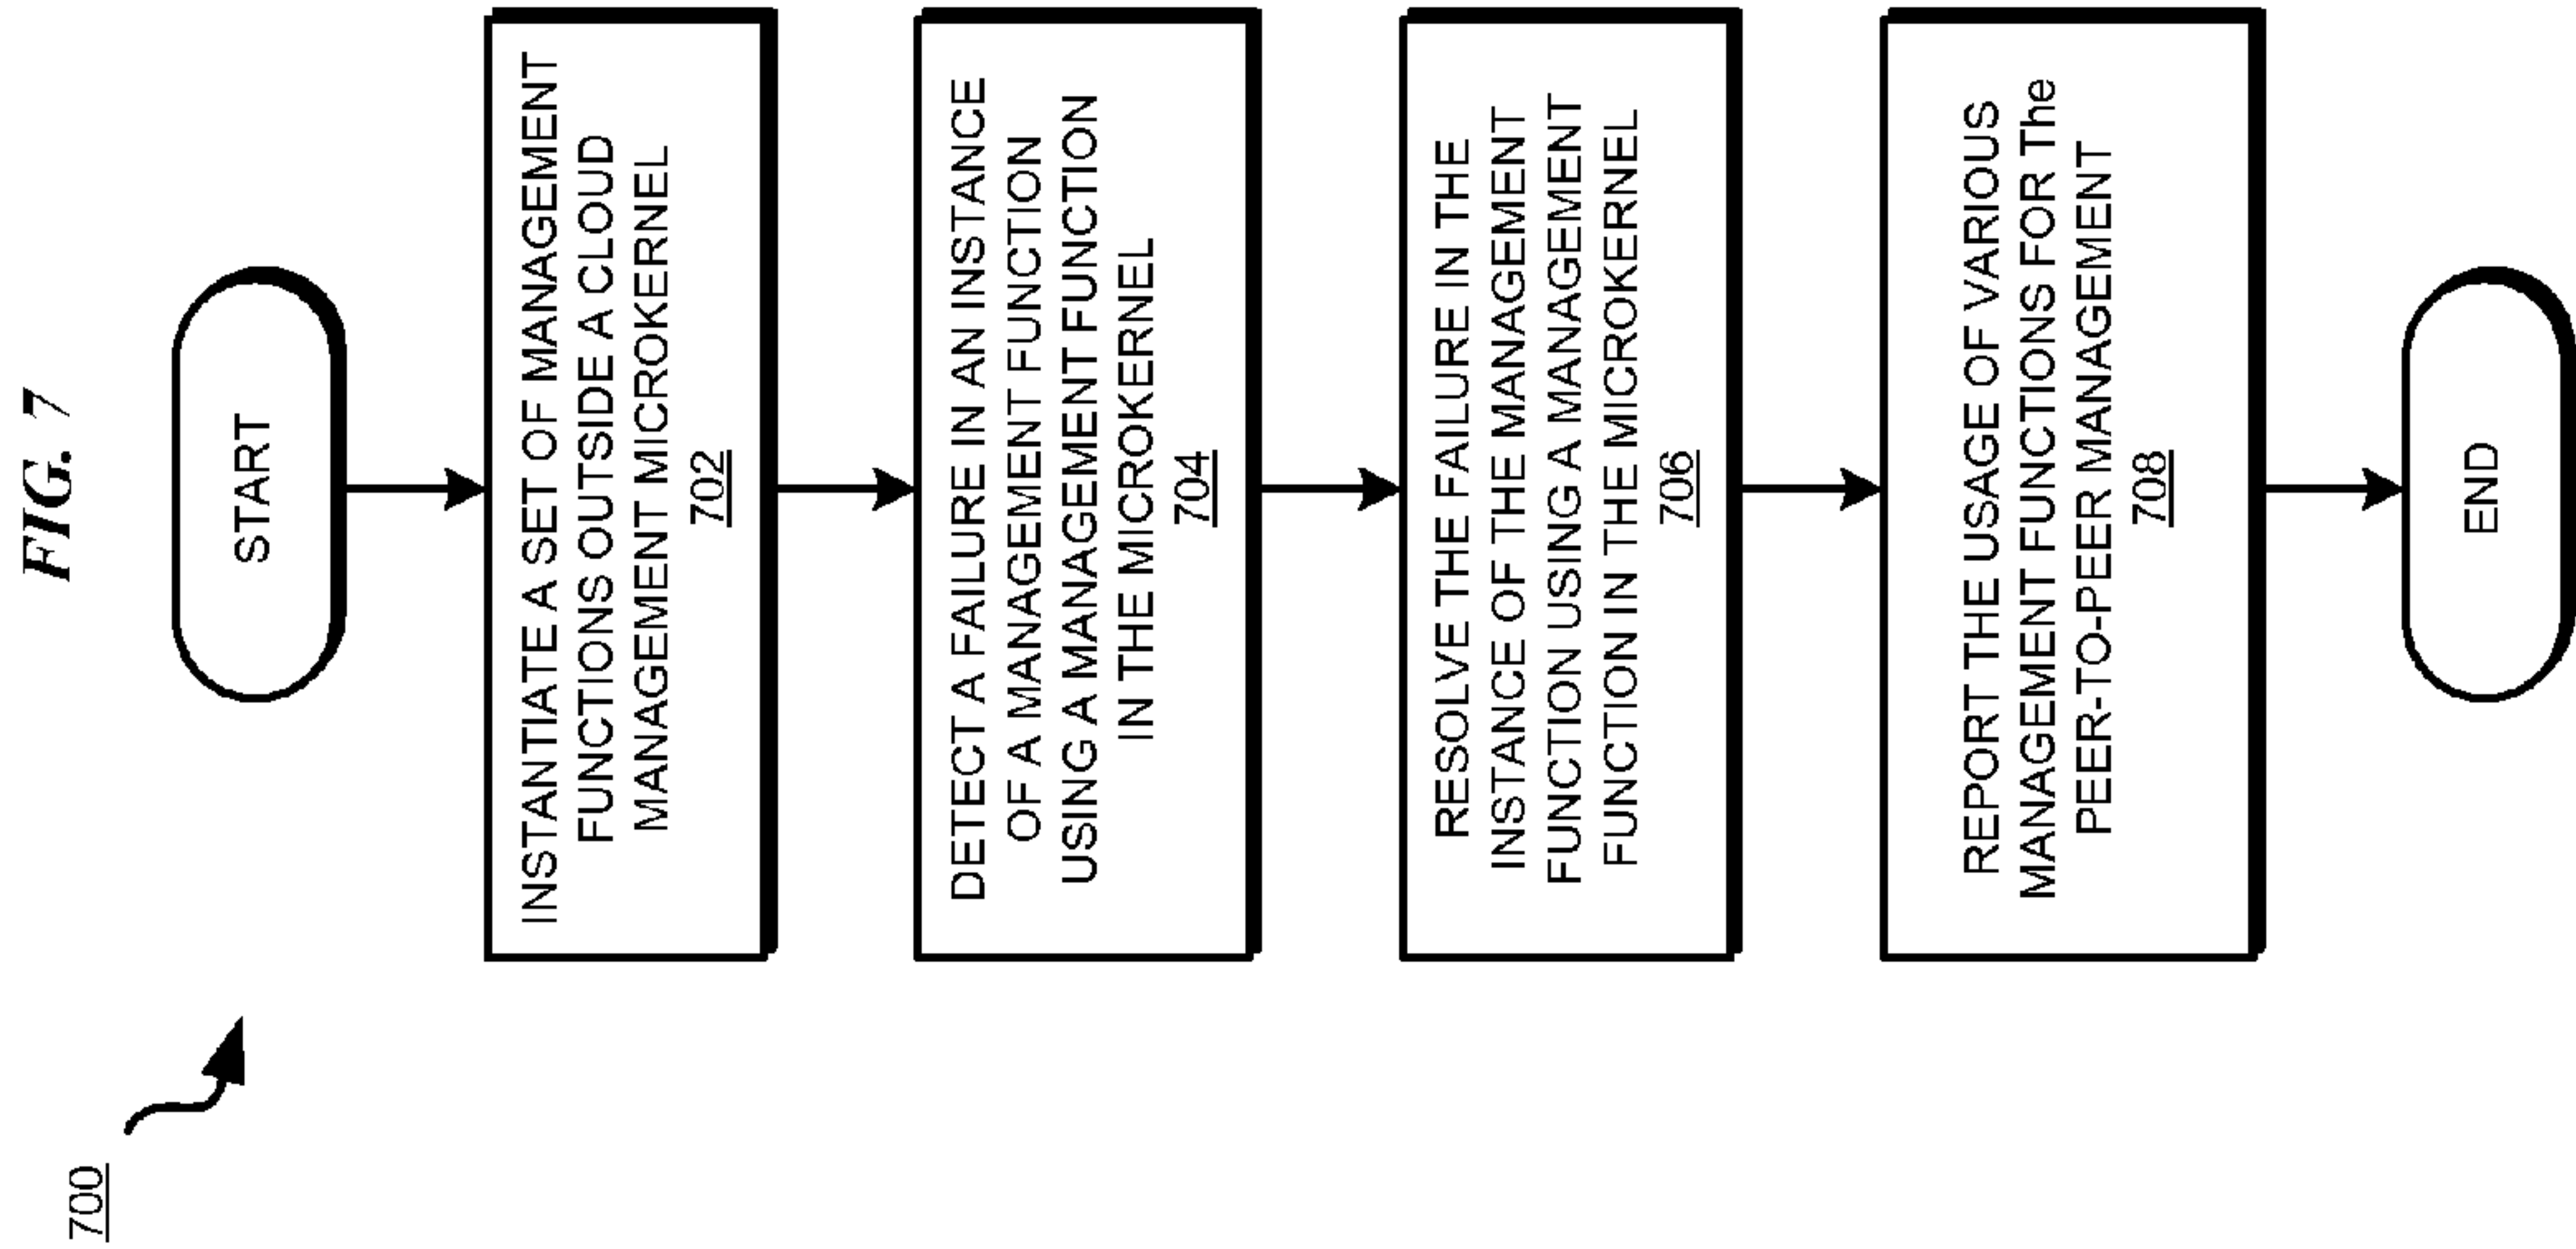 FIG. 7
700
START
INSTANTIATE A SET OF MANAGEMENT
FUNCTIONS OUTSIDE A CLOUD
MANAGEMENT MICROKERNEL
702
DETECT A FAILURE IN AN INSTANCE
OF A MANAGEMENT FUNCTION
USING A MANAGEMENT FUNCTION
IN THE MICROKERNEL
704
RESOLVE THE FAILURE IN THE
INSTANCE OF THE MANAGEMENT
FUNCTION USING A MANAGEMENT
FUNCTION IN THE MICROKERNEL
706
REPORT THE USAGE OF VARIOUS
MANAGEMENT FUNCTIONS FOR The
PEER-TO-PEER MANAGEMENT
708
END